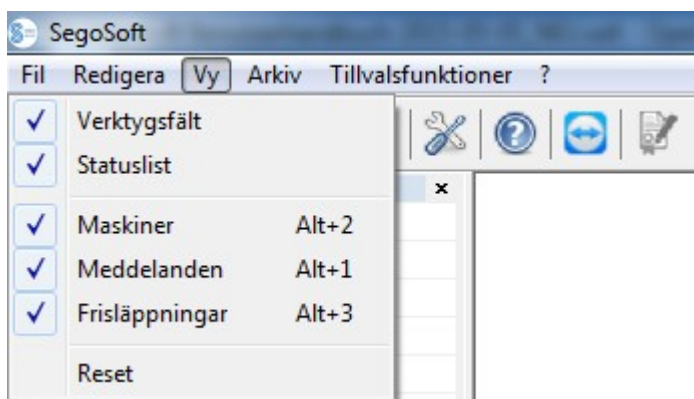 SegoSoft
Fil Redigera Vy Arkiv Tillvalsfunktioner ?
Verktygsfält
Statuslist
Maskiner Alt+2
Meddelanden Alt+1
Frisläppningar Alt+3
Reset